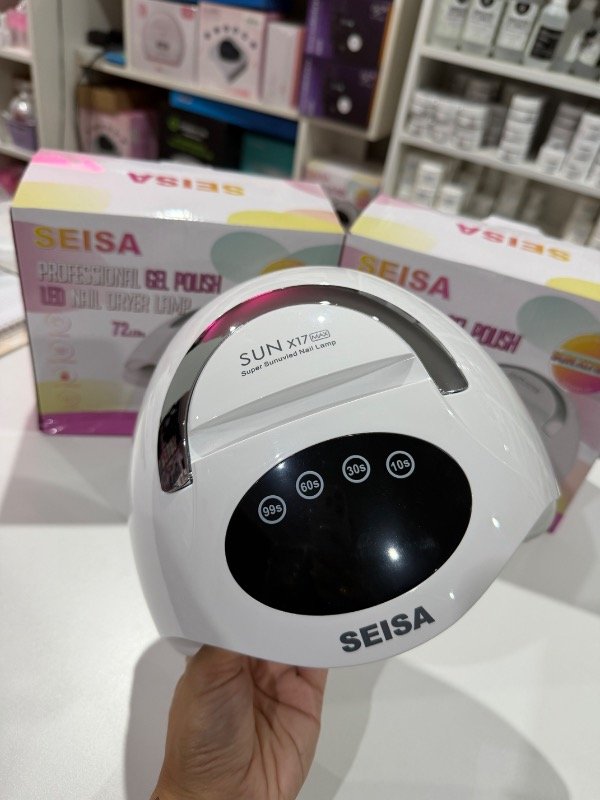 SEISA
SEISA
SEISA
PROFESSIONAL GEL POLISH
LED NAIL DRYER LAMP
72
SEISA
POLISH
SUN X17 MAX
Super Sunuvled Nail Lamp
99s 60s 30s 10s
SEISA